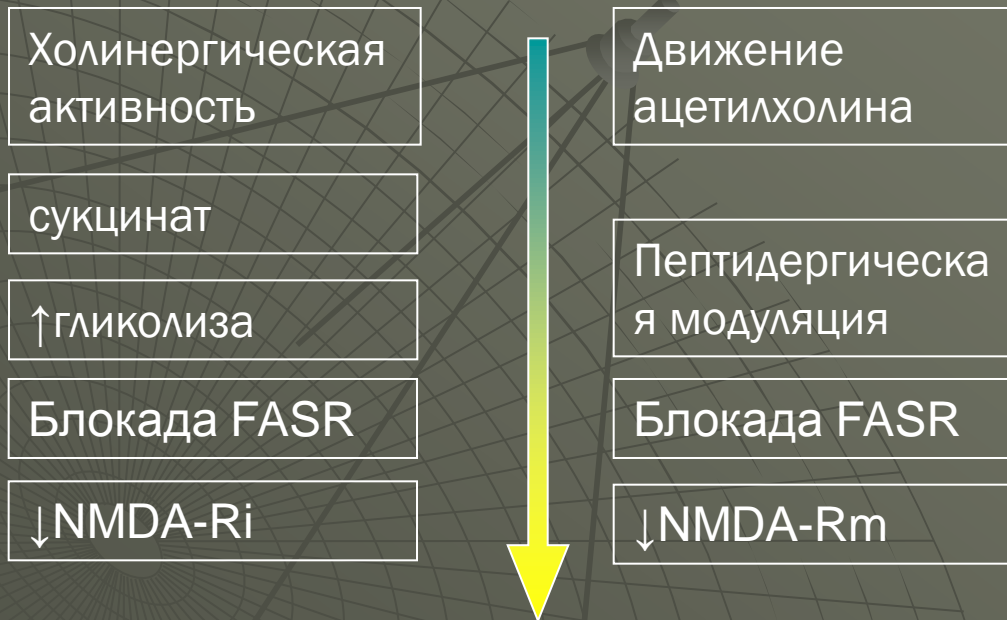 Холинергическая
активность
сукцинат
↑гликолиза
Блокада FASR
↓NMDA-Ri
Движение
ацетилхолина
Пептидергическа
я модуляция
Блокада FASR
↓NMDA-Rm